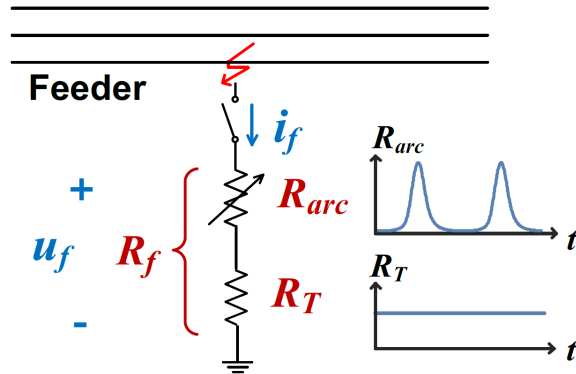 Feeder
i_f
+
u_f
-
R_f
R_arc
R_T
R_arc
t
R_T
t